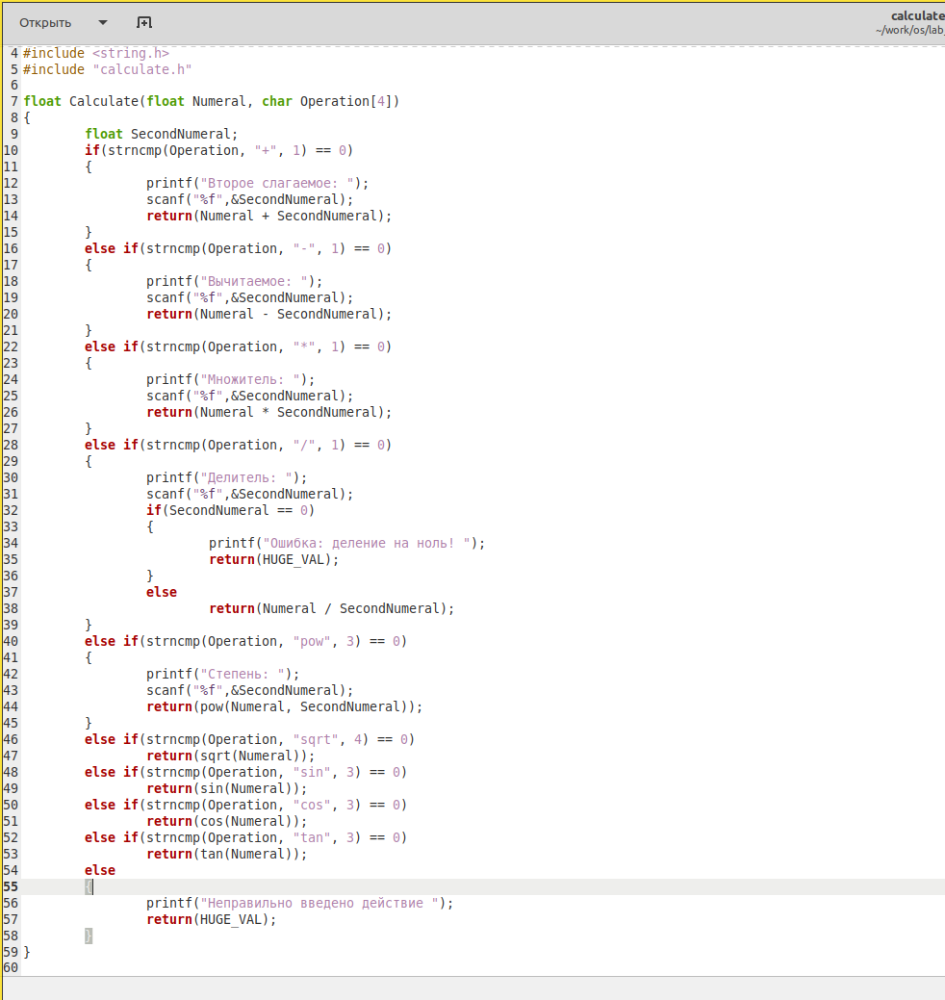 Открыть
calculate
~/work/os/lab_
4 #include <string.h>
5 #include "calculate.h"
6
7 float Calculate(float Numeral, char Operation[4])
8 {
9         float SecondNumeral;
10         if(strncmp(Operation, "+", 1) == 0)
11         {
12                 printf("Второе слагаемое: ");
13                 scanf("%f",&SecondNumeral);
14                 return(Numeral + SecondNumeral);
15         }
16         else if(strncmp(Operation, "-", 1) == 0)
17         {
18                 printf("Вычитаемое: ");
19                 scanf("%f",&SecondNumeral);
20                 return(Numeral - SecondNumeral);
21         }
22         else if(strncmp(Operation, "*", 1) == 0)
23         {
24                 printf("Множитель: ");
25                 scanf("%f",&SecondNumeral);
26                 return(Numeral * SecondNumeral);
27         }
28         else if(strncmp(Operation, "/", 1) == 0)
29         {
30                 printf("Делитель: ");
31                 scanf("%f",&SecondNumeral);
32                 if(SecondNumeral == 0)
33                 {
34                         printf("Ошибка: деление на ноль! ");
35                         return(HUGE_VAL);
36                 }
37                 else
38                         return(Numeral / SecondNumeral);
39         }
40         else if(strncmp(Operation, "pow", 3) == 0)
41         {
42                 printf("Степень: ");
43                 scanf("%f",&SecondNumeral);
44                 return(pow(Numeral, SecondNumeral));
45         }
46         else if(strncmp(Operation, "sqrt", 4) == 0)
47                 return(sqrt(Numeral));
48         else if(strncmp(Operation, "sin", 3) == 0)
49                 return(sin(Numeral));
50         else if(strncmp(Operation, "cos", 3) == 0)
51                 return(cos(Numeral));
52         else if(strncmp(Operation, "tan", 3) == 0)
53                 return(tan(Numeral));
54         else
55         {
56                 printf("Неправильно введено действие ");
57                 return(HUGE_VAL);
58         }
59 }
60